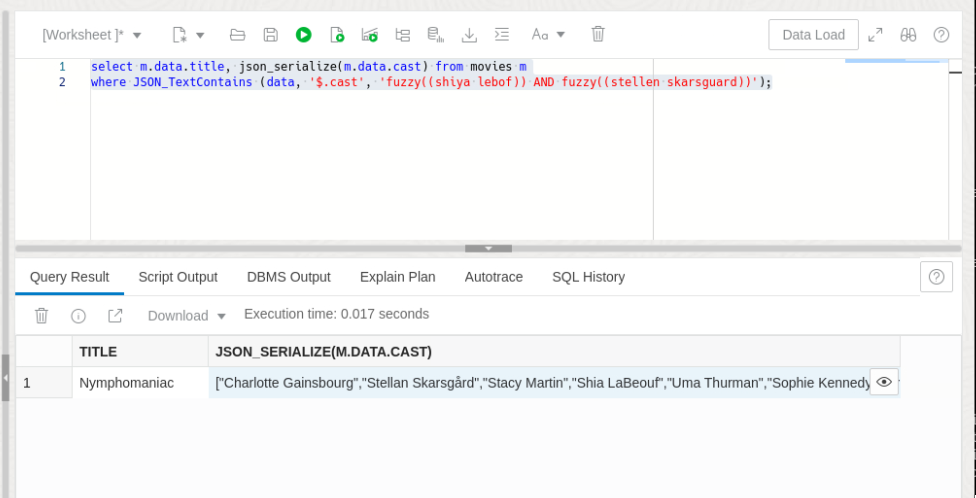 [Worksheet ]*
Aa
Data Load
1 select m.data.title, json_serialize(m.data.cast) from movies m
2 where JSON_TextContains (data, '$.cast', 'fuzzy((shiya lebof)) AND fuzzy((stellen skarsguard))');
Query Result Script Output DBMS Output Explain Plan Autotrace SQL History
Download Execution time: 0.017 seconds
TITLE JSON_SERIALIZE(M.DATA.CAST)
1 Nymphomaniac ["Charlotte Gainsbourg","Stellan Skarsgård","Stacy Martin","Shia LaBeouf","Uma Thurman","Sophie Kennedy